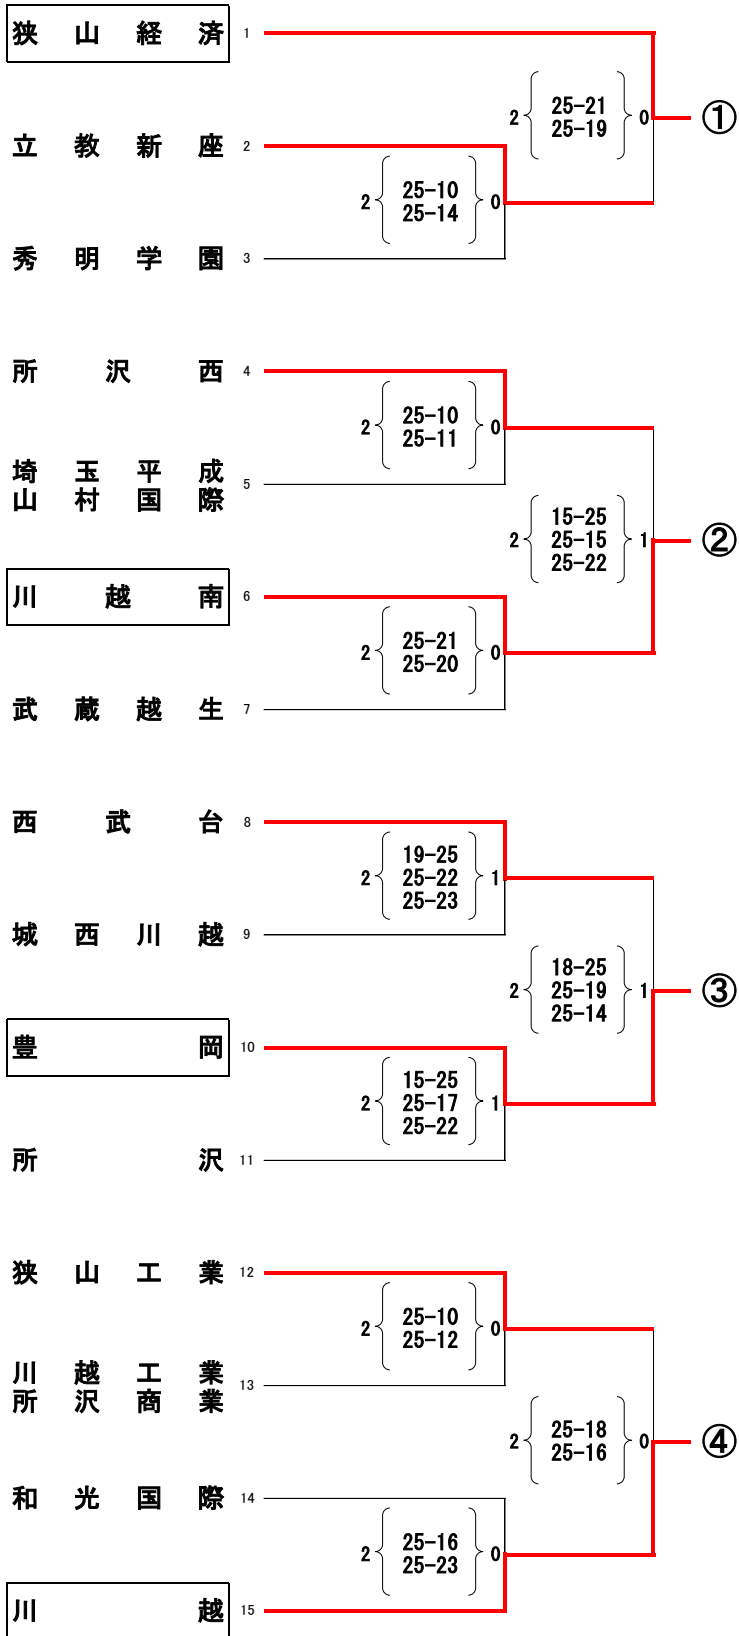 狭山経済 1
2 25-21 0 ①
25-19
立教新座 2
2 25-10 0
25-14
秀明学園 3
所沢西 4
2 25-10 0
25-11
埼玉平成
山村国際 5
2 15-25 1 ②
25-15
25-22
川越南 6
2 25-21 0
25-20
武蔵越生 7
西武台 8
2 19-25 1
25-22
25-23
城西川越 9
2 18-25 1 ③
25-19
25-14
豊岡 10
2 15-25 1
25-17
25-22
所沢 11
狭山工業 12
2 25-10 0
25-12
川越工業
所沢商業 13
2 25-18 0 ④
25-16
和光国際 14
2 25-16 0
25-23
川越 15